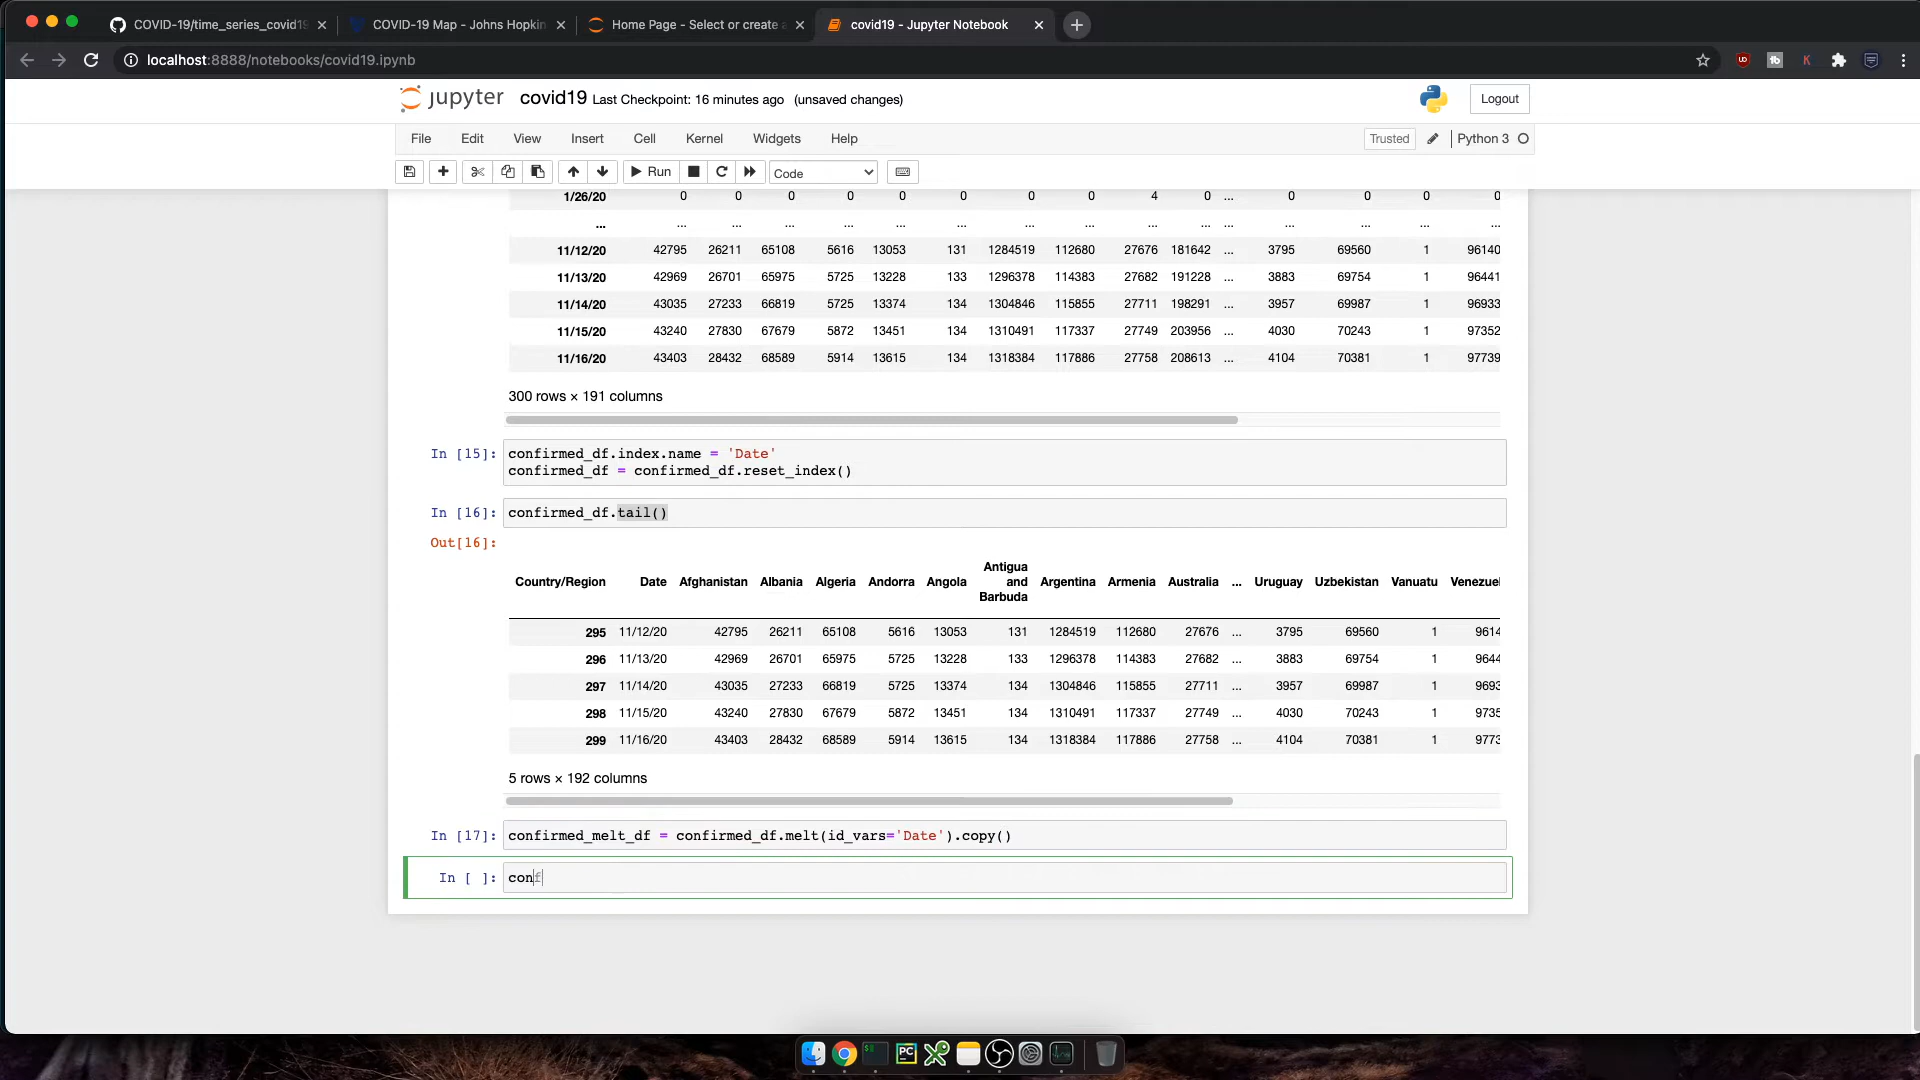 COVID-19/time_series_covid19
COVID-19 Map - Johns Hopkin
Home Page - Select or create a
covid19 - Jupyter Notebook
localhost:8888/notebooks/covid19.ipynb
jupyter covid19 Last Checkpoint: 16 minutes ago (unsaved changes)
Logout
File Edit View Insert Cell Kernel Widgets Help
Trusted Python 3
Run Code
1/26/20 0 0 0 0 0 0 0 0 4 0 ... 0 0 0 0
... ... ... ... ... ... ... ... ... ... ... ... ... ... ...
11/12/20 42795 26211 65108 5616 13053 131 1284519 112680 27676 181642 ... 3795 69560 1 96140
11/13/20 42969 26701 65975 5725 13228 133 1296378 114383 27682 191228 ... 3883 69754 1 96441
11/14/20 43035 27233 66819 5725 13374 134 1304846 115855 27711 198291 ... 3957 69987 1 96933
11/15/20 43240 27830 67679 5872 13451 134 1310491 117337 27749 203956 ... 4030 70243 1 97352
11/16/20 43403 28432 68589 5914 13615 134 1318384 117886 27758 208613 ... 4104 70381 1 97739
300 rows × 191 columns
In [15]: confirmed_df.index.name = 'Date'
confirmed_df = confirmed_df.reset_index()
In [16]: confirmed_df.tail()
Out[16]:
Country/Region Date Afghanistan Albania Algeria Andorra Angola Antigua and Barbuda Argentina Armenia Australia ... Uruguay Uzbekistan Vanuatu Venezuel
295 11/12/20 42795 26211 65108 5616 13053 131 1284519 112680 27676 ... 3795 69560 1 9614
296 11/13/20 42969 26701 65975 5725 13228 133 1296378 114383 27682 ... 3883 69754 1 9644
297 11/14/20 43035 27233 66819 5725 13374 134 1304846 115855 27711 ... 3957 69987 1 9693
298 11/15/20 43240 27830 67679 5872 13451 134 1310491 117337 27749 ... 4030 70243 1 9735
299 11/16/20 43403 28432 68589 5914 13615 134 1318384 117886 27758 ... 4104 70381 1 9773
5 rows × 192 columns
In [17]: confirmed_melt_df = confirmed_df.melt(id_vars='Date').copy()
In [ ]: conf